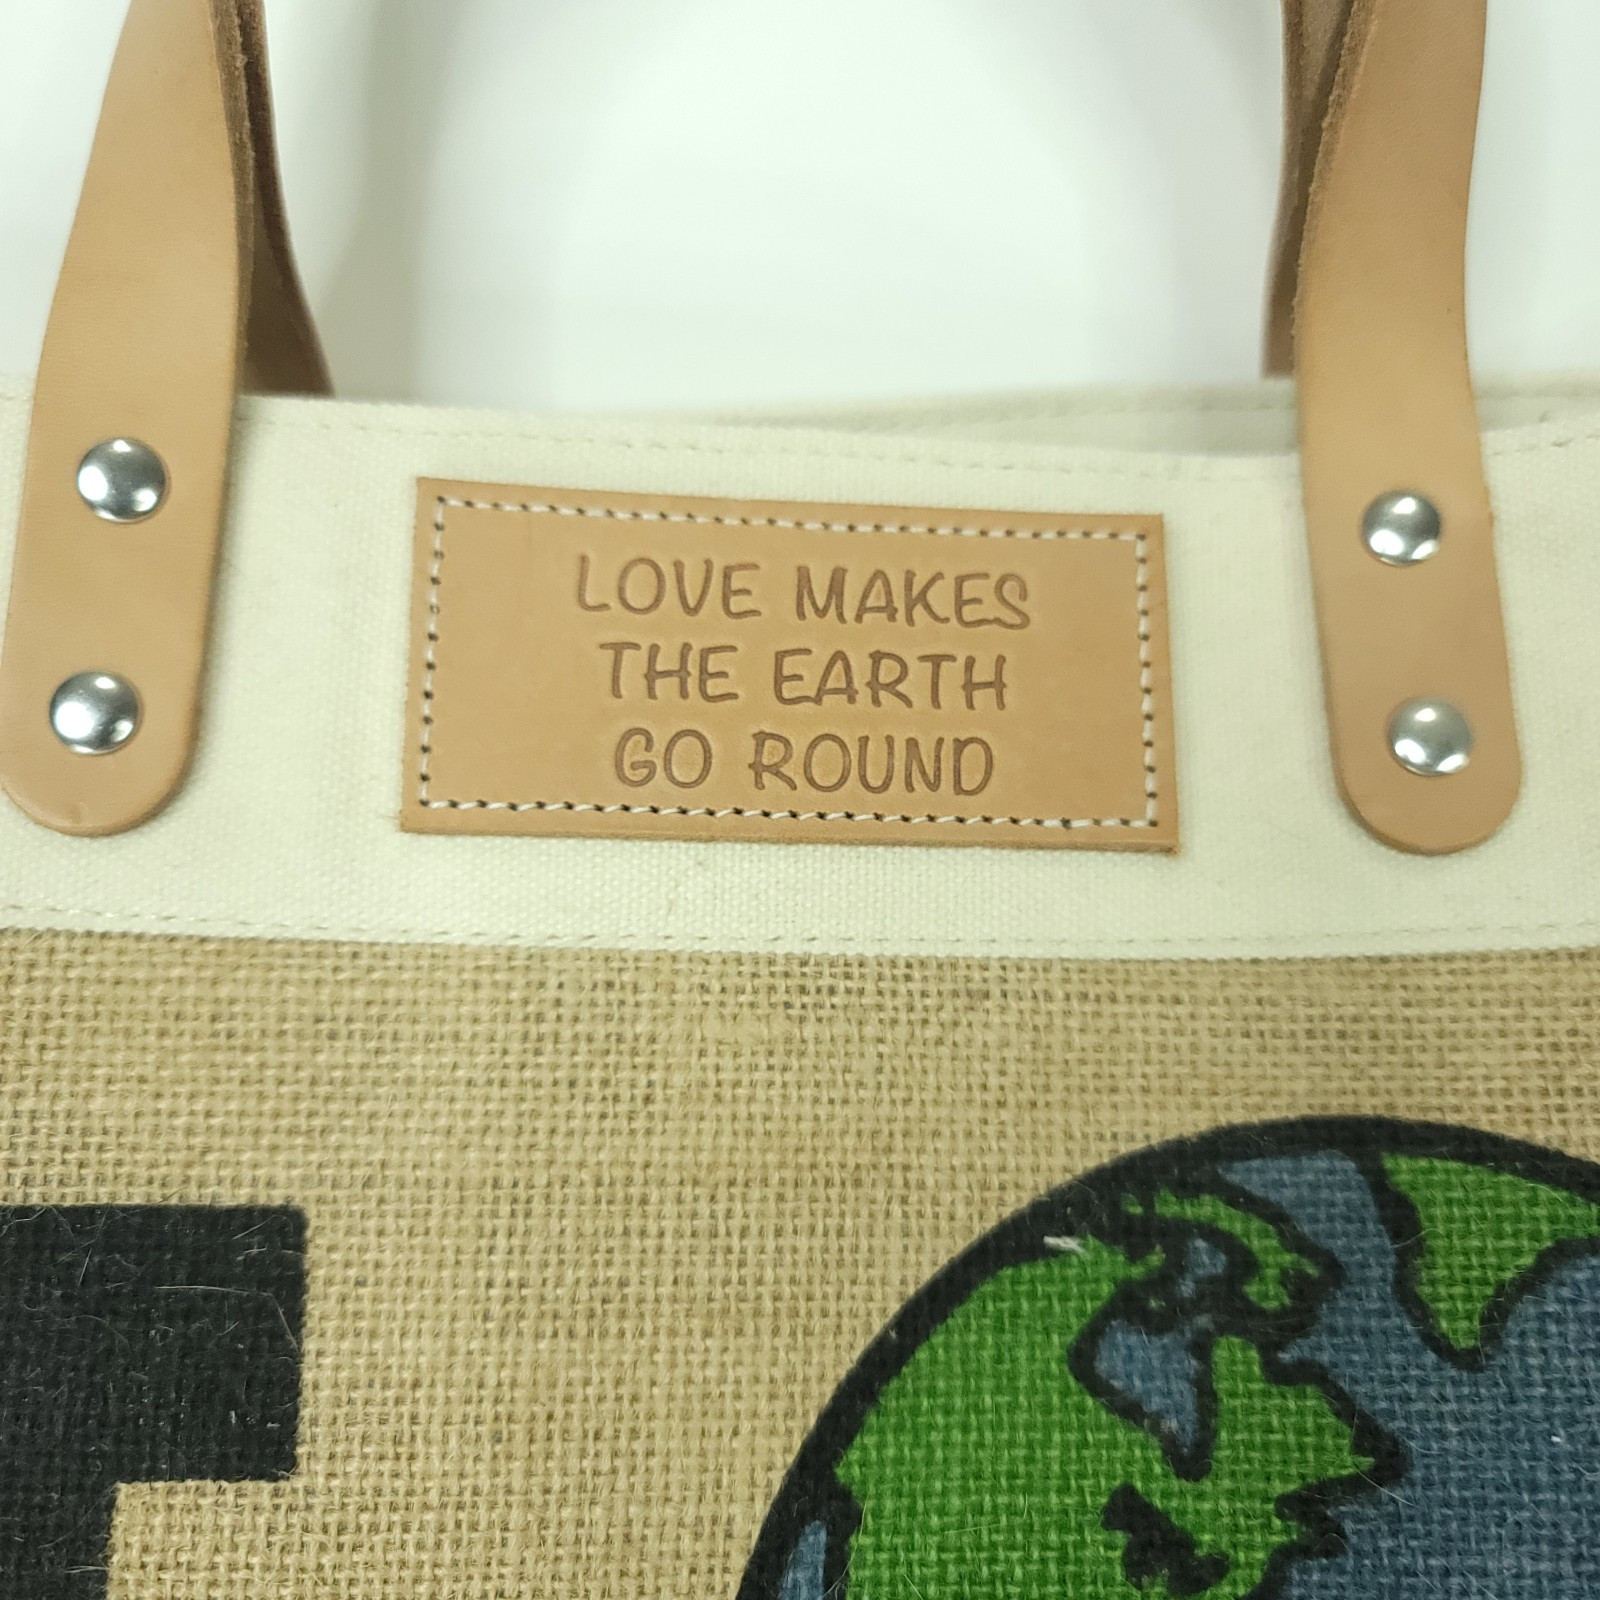 LOVE MAKES
THE EARTH
GO ROUND